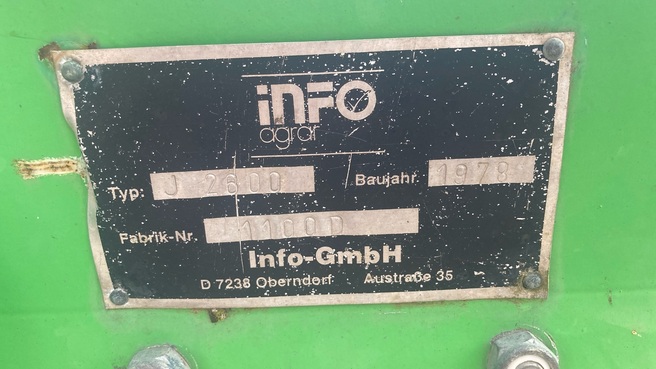 iNFO
agrar
Typ: J 2600 Baujahr 1978
Fabrik-Nr. 11000
Info-GmbH
D 7238 Oberndorf Austraße 35